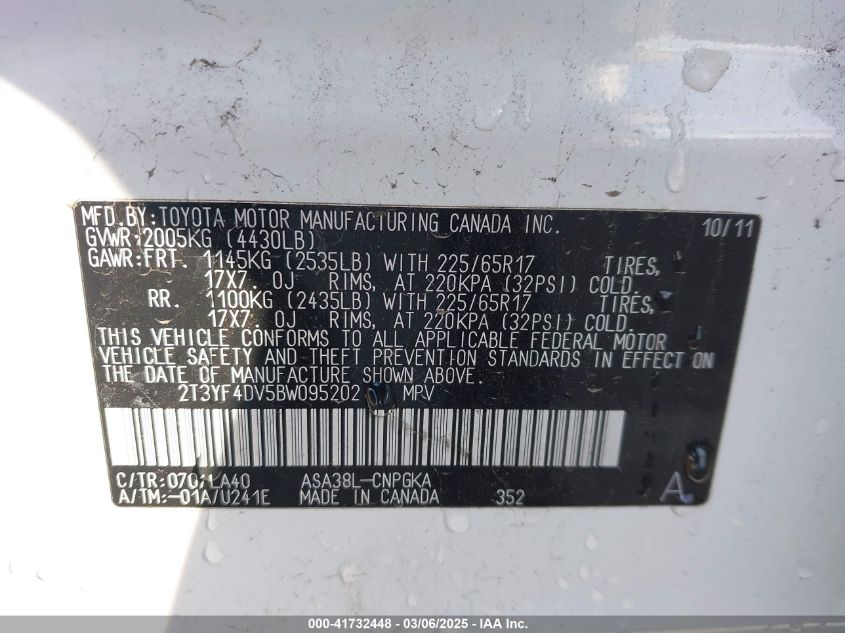 MFD.BY:TOYOTA MOTOR MANUFACTURING CANADA INC. 10/11
GVWR:2005KG (4430LB)
GAWR:FRT. 1145KG (2535LB) WITH 225/65R17 TIRES,
17X7.0J RIMS, AT 220KPA (32PSI) COLD.
RR. 1100KG (2435LB) WITH 225/65R17 TIRES,
17X7.0J RIMS, AT 220KPA (32PSI) COLD.
THIS VEHICLE CONFORMS TO ALL APPLICABLE FEDERAL MOTOR
VEHICLE SAFETY AND THEFT PREVENTION STANDARDS IN EFFECT ON
THE DATE OF MANUFACTURE SHOWN ABOVE.
2T3YF4DV5BW095202 MPV
C/TR:070/LA40 ASA38L-CNPGKA
A/TM:-01A/U241E MADE IN CANADA 352 A
000-41732448 - 03/06/2025 - IAAI.com